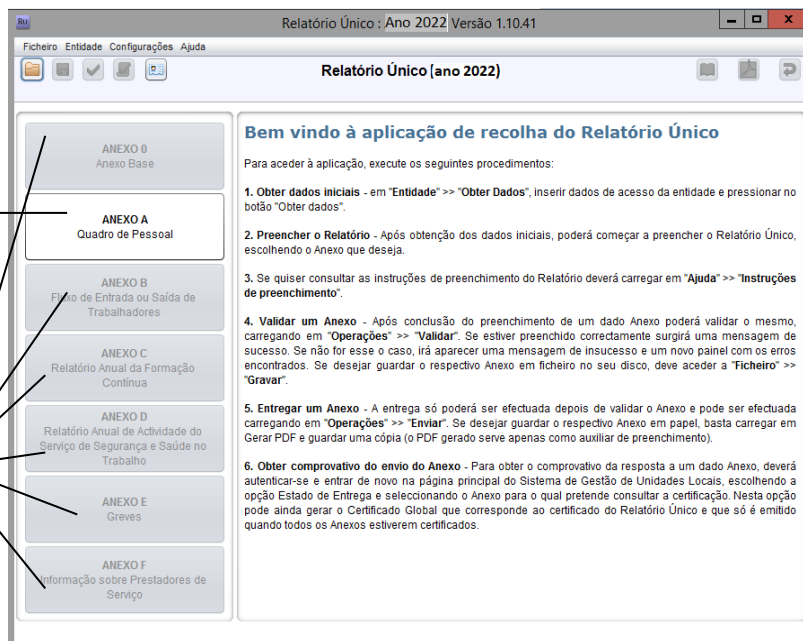 Ru
Relatório Único : Ano 2022 Versão 1.10.41
Ficheiro Entidade Configurações Ajuda
Relatório Único (ano 2022)
ANEXO 0
Anexo Base
ANEXO A
Quadro de Pessoal
ANEXO B
Fluxo de Entrada ou Saída de
Trabalhadores
ANEXO C
Relatório Anual da Formação
Contínua
ANEXO D
Relatório Anual de Actividade do
Serviço de Segurança e Saúde no
Trabalho
ANEXO E
Greves
ANEXO F
Informação sobre Prestadores de
Serviço
Bem vindo à aplicação de recolha do Relatório Único
Para aceder à aplicação, execute os seguintes procedimentos:
1. Obter dados iniciais - em "Entidade" >> "Obter Dados", inserir dados de acesso da entidade e pressionar no
botão "Obter dados".
2. Preencher o Relatório - Após obtenção dos dados iniciais, poderá começar a preencher o Relatório Único,
escolhendo o Anexo que deseja.
3. Se quiser consultar as instruções de preenchimento do Relatório deverá carregar em "Ajuda" >> "Instruções
de preenchimento".
4. Validar um Anexo - Após conclusão do preenchimento de um dado Anexo poderá validar o mesmo,
carregando em "Operações" >> "Validar". Se estiver preenchido correctamente surgirá uma mensagem de
sucesso. Se não for esse o caso, irá aparecer uma mensagem de insucesso e um novo painel com os erros
encontrados. Se desejar guardar o respectivo Anexo em ficheiro no seu disco, deve aceder a "Ficheiro" >>
"Gravar".
5. Entregar um Anexo - A entrega só poderá ser efectuada depois de validar o Anexo e pode ser efectuada
carregando em "Operações" >> "Enviar". Se desejar guardar o respectivo Anexo em papel, basta carregar em
Gerar PDF e guardar uma cópia (o PDF gerado serve apenas como auxiliar de preenchimento).
6. Obter comprovativo do envio do Anexo - Para obter o comprovativo da resposta a um dado Anexo, deverá
autenticar-se e entrar de novo na página principal do Sistema de Gestão de Unidades Locais, escolhendo a
opção Estado de Entrega e seleccionando o Anexo para o qual pretende consultar a certificação. Nesta opção
pode ainda gerar o Certificado Global que corresponde ao certificado do Relatório Único e que só é emitido
quando todos os Anexos estiverem certificados.